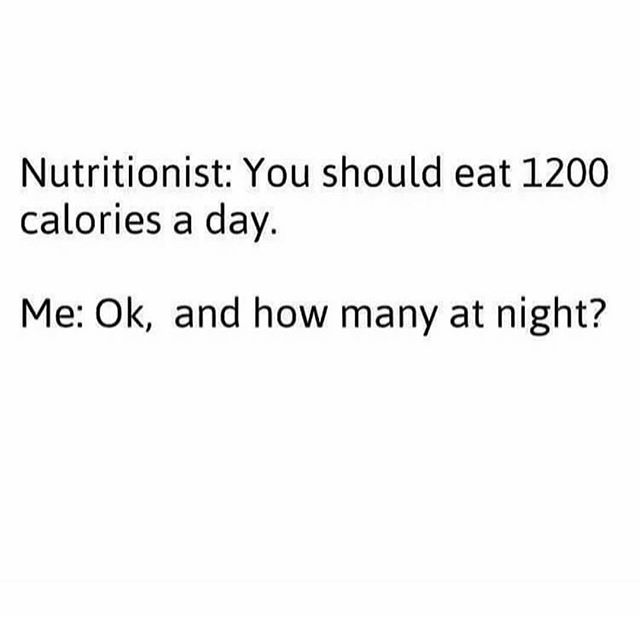 Nutritionist: You should eat 1200
calories a day.
Me: Ok,  and how many at night?